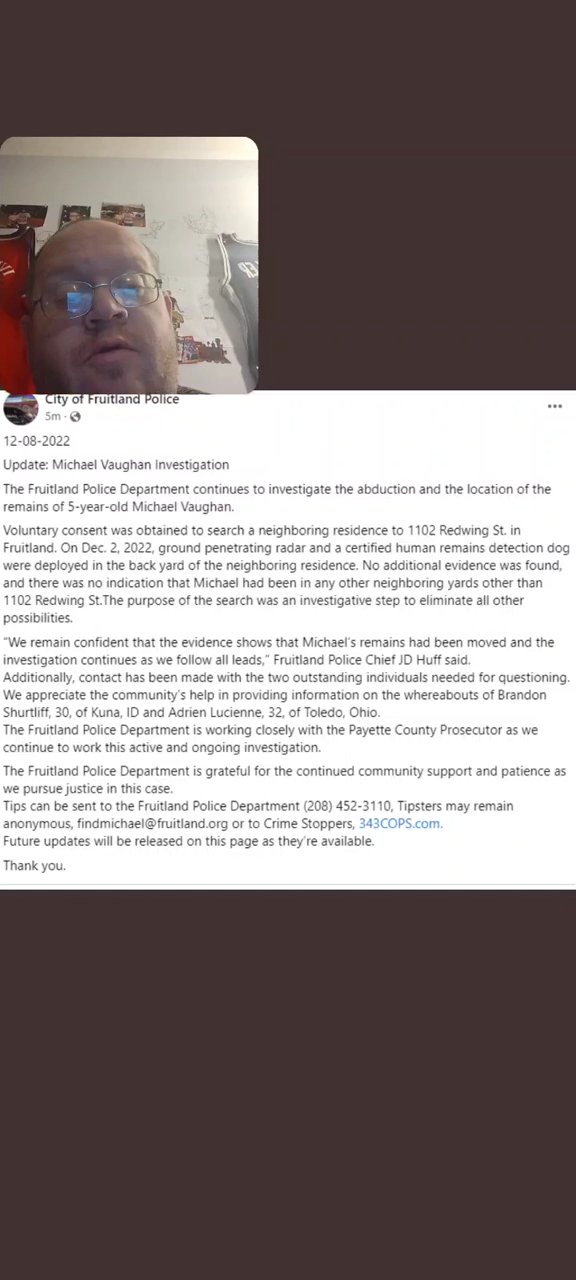 City of Fruitland Police
5m ·
12-08-2022
Update: Michael Vaughan Investigation
The Fruitland Police Department continues to investigate the abduction and the location of the
remains of 5-year-old Michael Vaughan.
Voluntary consent was obtained to search a neighboring residence to 1102 Redwing St. in
Fruitland. On Dec. 2, 2022, ground penetrating radar and a certified human remains detection dog
were deployed in the back yard of the neighboring residence. No additional evidence was found,
and there was no indication that Michael had been in any other neighboring yards other than
1102 Redwing St.The purpose of the search was an investigative step to eliminate all other
possibilities.
“We remain confident that the evidence shows that Michael’s remains had been moved and the
investigation continues as we follow all leads,” Fruitland Police Chief JD Huff said.
Additionally, contact has been made with the two outstanding individuals needed for questioning.
We appreciate the community’s help in providing information on the whereabouts of Brandon
Shurtliff, 30, of Kuna, ID and Adrien Lucienne, 32, of Toledo, Ohio.
The Fruitland Police Department is working closely with the Payette County Prosecutor as we
continue to work this active and ongoing investigation.
The Fruitland Police Department is grateful for the continued community support and patience as
we pursue justice in this case.
Tips can be sent to the Fruitland Police Department (208) 452-3110, Tipsters may remain
anonymous, findmichael@fruitland.org or to Crime Stoppers, 343COPS.com.
Future updates will be released on this page as they’re available.
Thank you.